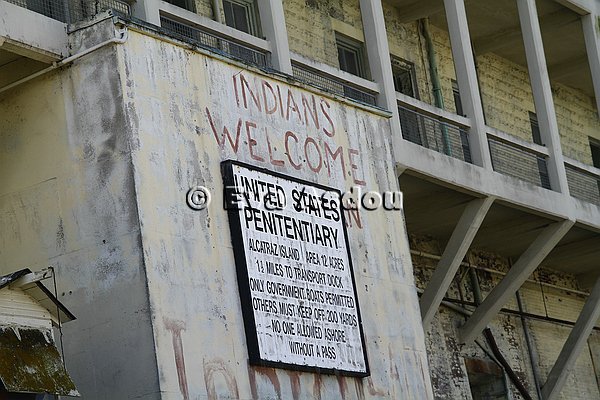 INDIANS
WELCOME
© Eva
UNITED STATES
PENITENTIARY
ALCATRAZ ISLAND AREA 12 ACRES
1½ MILES TO TRANSPORT DOCK
ONLY GOVERNMENT BOATS PERMITTED
OTHERS MUST KEEP OFF 200 YARDS
NO ONE ALLOWED ASHORE
WITHOUT A PASS